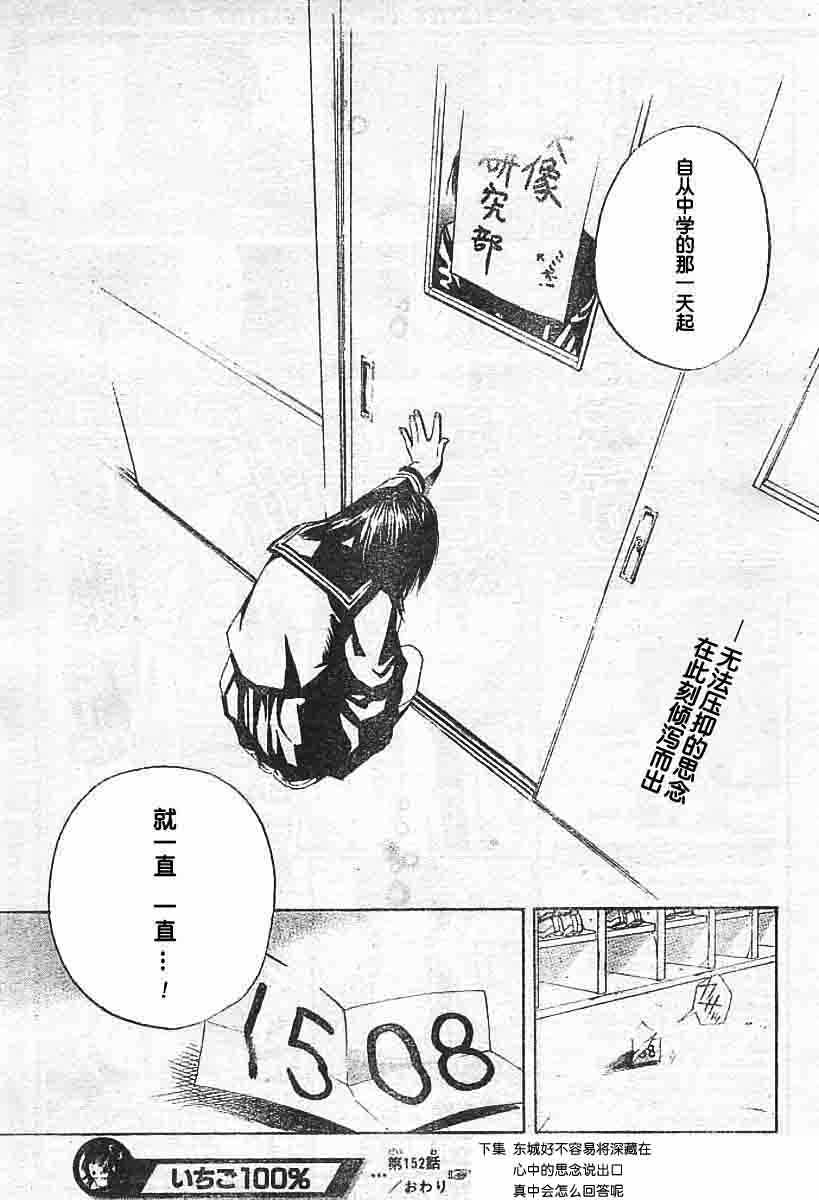 自从中学的那一天起
像
研究部
—无法压抑的思念
在此刻倾泻而出
就一直 一直…！
1508
08
いちご100%
…第152話
／おわり
下集 东城好不容易将深藏在
心中的思念说出口
真中会怎么回答呢